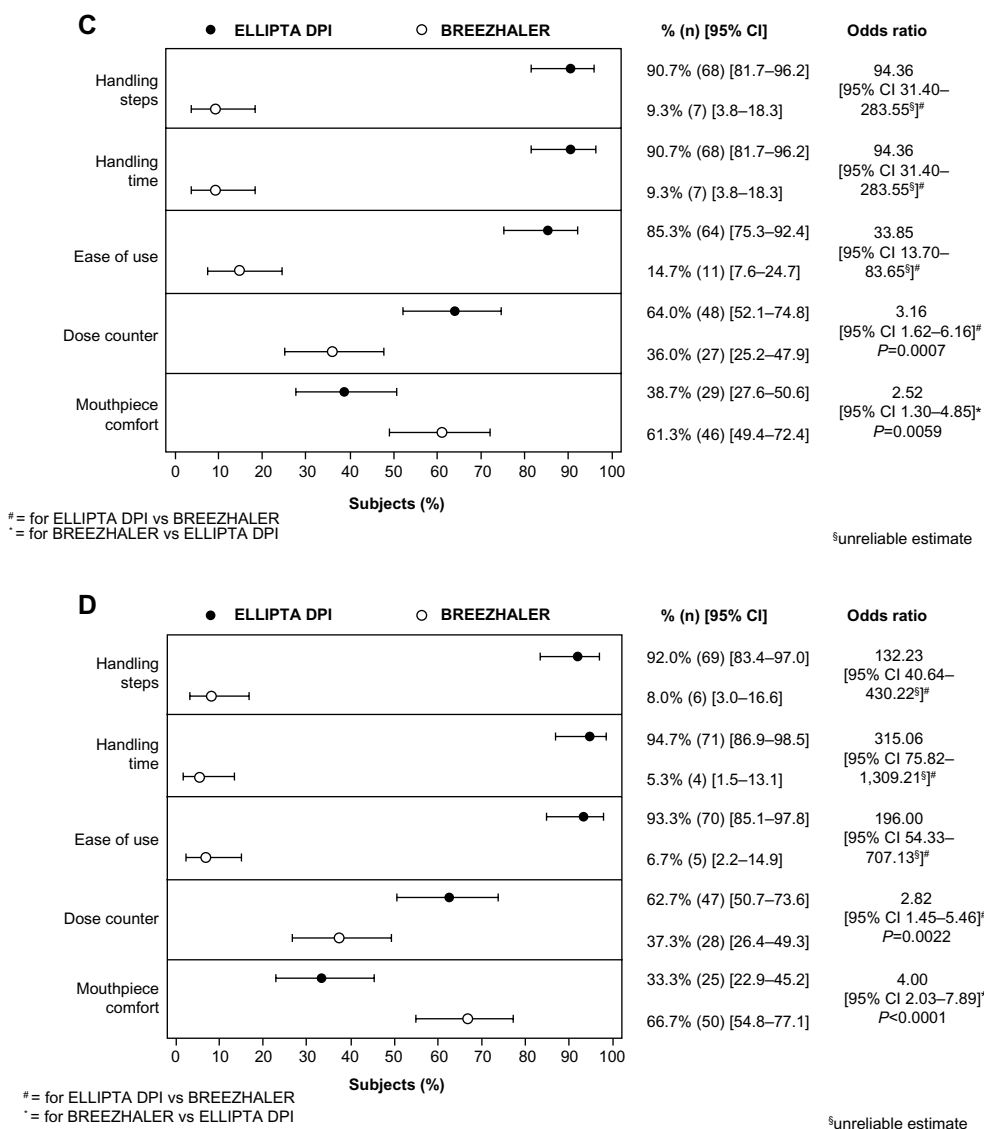 C
ELLIPTA DPI BREEZHALER % (n) [95% CI] Odds ratio
Handling
steps
90.7% (68) [81.7–96.2]
9.3% (7) [3.8–18.3]
94.36
[95% CI 31.40–
283.55§]#
Handling
time
90.7% (68) [81.7–96.2]
9.3% (7) [3.8–18.3]
94.36
[95% CI 31.40–
283.55§]#
Ease of use
85.3% (64) [75.3–92.4]
14.7% (11) [7.6–24.7]
33.85
[95% CI 13.70–
83.65§]#
Dose counter
64.0% (48) [52.1–74.8]
36.0% (27) [25.2–47.9]
3.16
[95% CI 1.62–6.16]#
P=0.0007
Mouthpiece
comfort
38.7% (29) [27.6–50.6]
61.3% (46) [49.4–72.4]
2.52
[95% CI 1.30–4.85]*
P=0.0059
0 10 20 30 40 50 60 70 80 90 100
Subjects (%)
# = for ELLIPTA DPI vs BREEZHALER
* = for BREEZHALER vs ELLIPTA DPI
§unreliable estimate
D
ELLIPTA DPI BREEZHALER % (n) [95% CI] Odds ratio
Handling
steps
92.0% (69) [83.4–97.0]
8.0% (6) [3.0–16.6]
132.23
[95% CI 40.64–
430.22§]#
Handling
time
94.7% (71) [86.9–98.5]
5.3% (4) [1.5–13.1]
315.06
[95% CI 75.82–
1,309.21§]#
Ease of use
93.3% (70) [85.1–97.8]
6.7% (5) [2.2–14.9]
196.00
[95% CI 54.33–
707.13§]#
Dose counter
62.7% (47) [50.7–73.6]
37.3% (28) [26.4–49.3]
2.82
[95% CI 1.45–5.46]#
P=0.0022
Mouthpiece
comfort
33.3% (25) [22.9–45.2]
66.7% (50) [54.8–77.1]
4.00
[95% CI 2.03–7.89]*
P<0.0001
0 10 20 30 40 50 60 70 80 90 100
Subjects (%)
# = for ELLIPTA DPI vs BREEZHALER
* = for BREEZHALER vs ELLIPTA DPI
§unreliable estimate